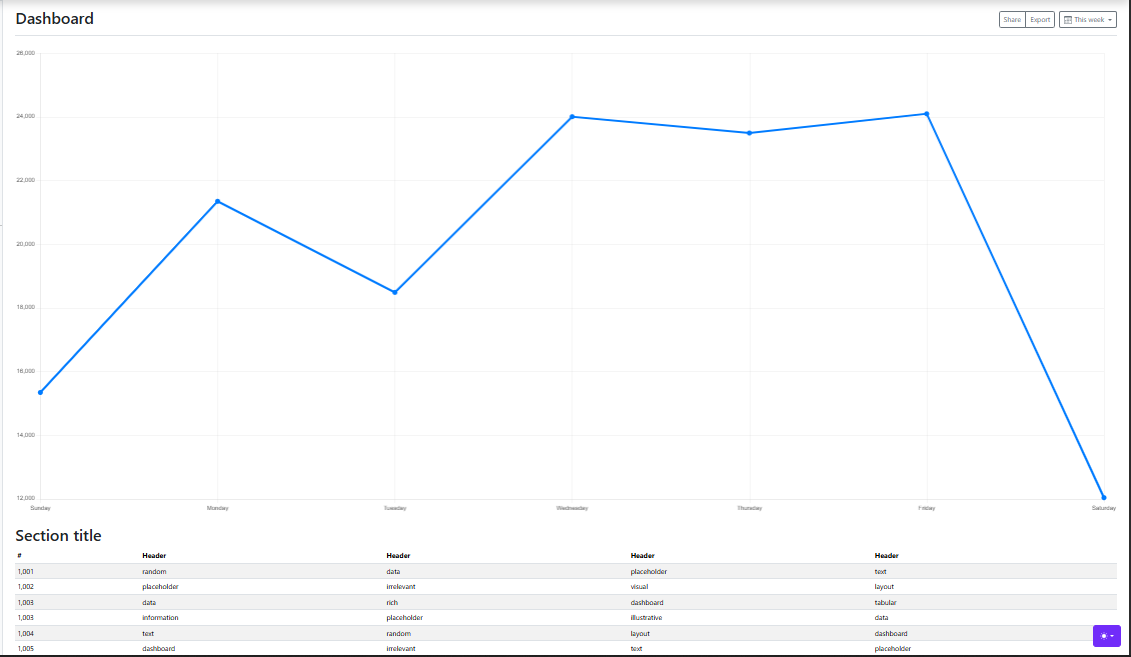 Dashboard
Share Export This week
26,000
24,000
22,000
20,000
18,000
16,000
14,000
12,000
Sunday Monday Tuesday Wednesday Thursday Friday Saturday
Section title
# Header Header Header Header
1,001 random data placeholder text
1,002 placeholder irrelevant visual layout
1,003 data rich dashboard tabular
1,003 information placeholder illustrative data
1,004 text random layout dashboard
1,005 dashboard irrelevant text placeholder